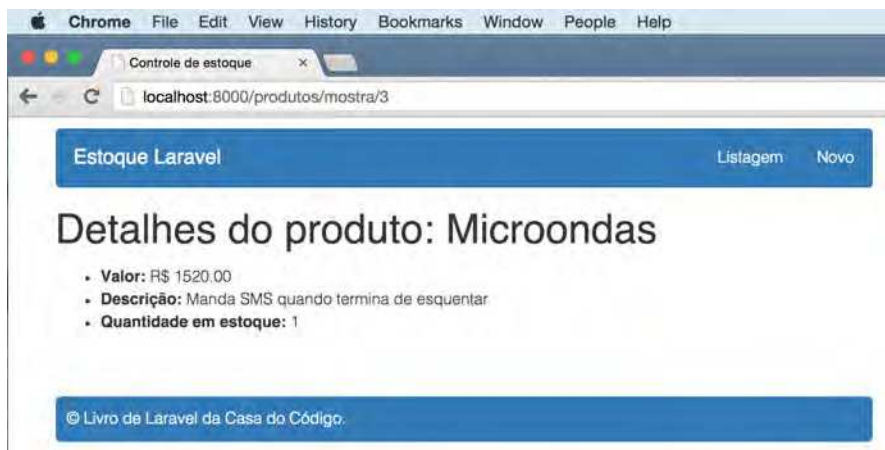 Chrome File Edit View History Bookmarks Window People Help
Controle de estoque ×
localhost:8000/produtos/mostra/3
Estoque Laravel Listagem Novo
Detalhes do produto: Microondas
• Valor: R$ 1520.00
• Descrição: Manda SMS quando termina de esquentar
• Quantidade em estoque: 1
© Livro de Laravel da Casa do Código.